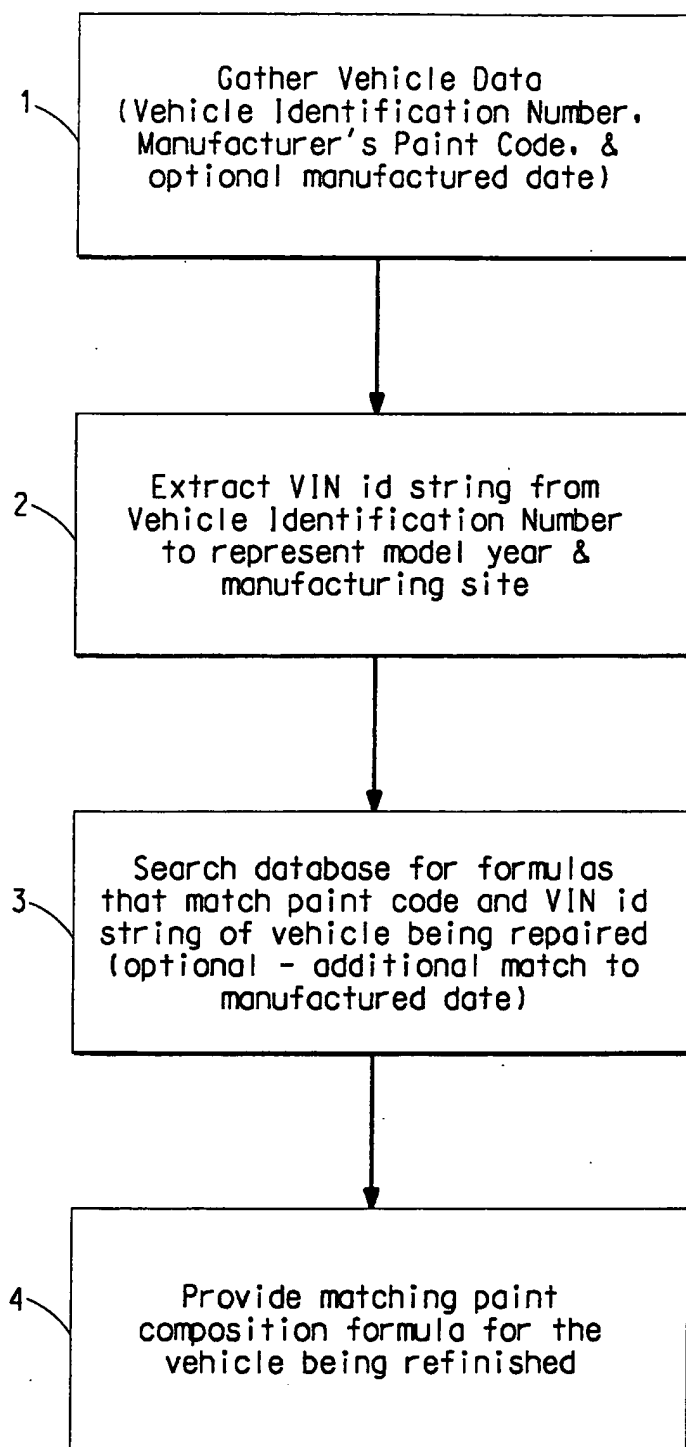 1
Gather Vehicle Data
(Vehicle Identification Number,
Manufacturer's Paint Code, &
optional manufactured date)
2
Extract VIN id string from
Vehicle Identification Number
to represent model year &
manufacturing site
3
Search database for formulas
that match paint code and VIN id
string of vehicle being repaired
(optional - additional match to
manufactured date)
4
Provide matching paint
composition formula for the
vehicle being refinished